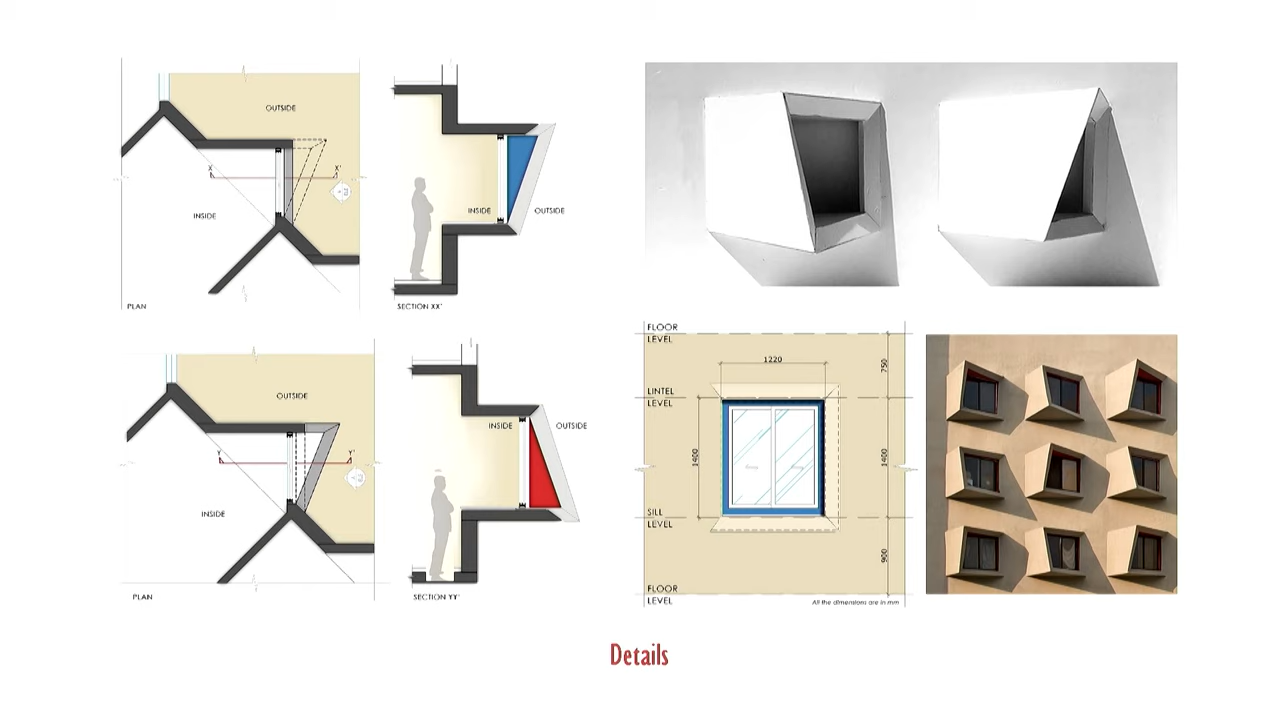 OUTSIDE
X
X'
INSIDE
PLAN
INSIDE
OUTSIDE
SECTION XX'
OUTSIDE
Y
Y'
INSIDE
PLAN
INSIDE
OUTSIDE
SECTION YY'
FLOOR
LEVEL
1220
750
LINTEL
LEVEL
1400
1400
SILL
LEVEL
900
FLOOR
LEVEL
All the dimensions are in mm
Details